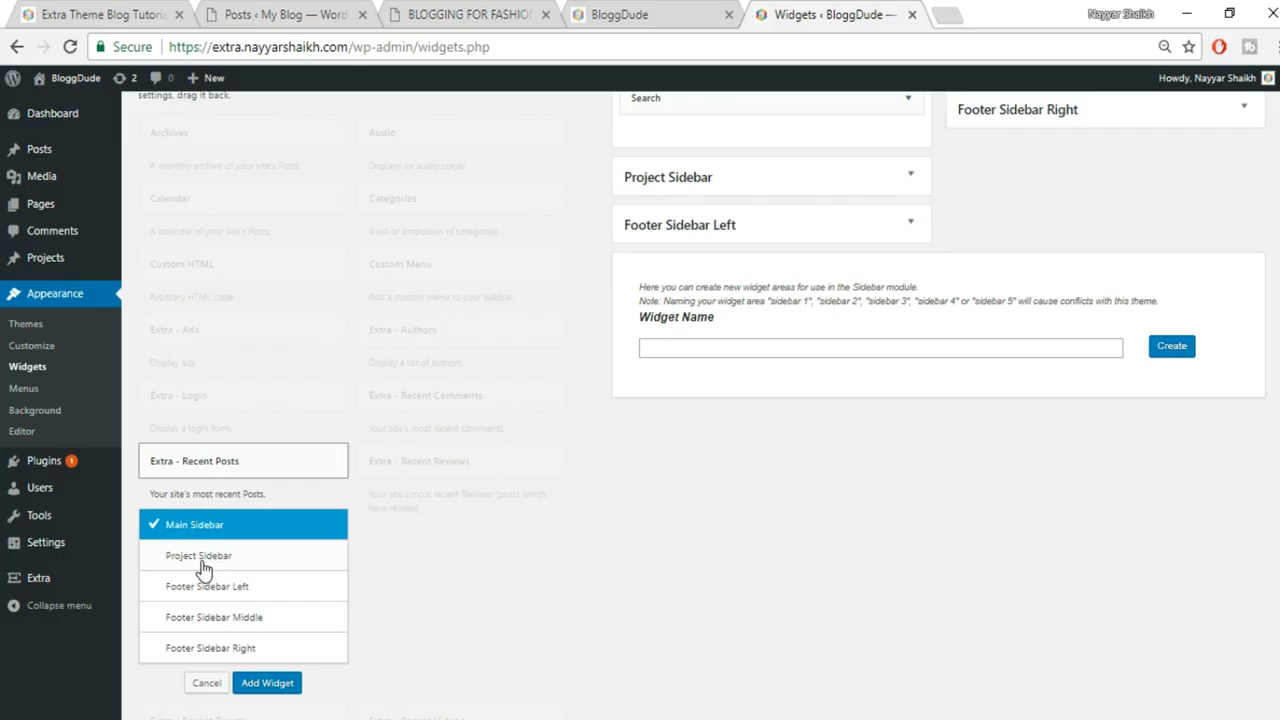 Extra Theme Blog Tutoria
Posts ‹ My Blog — Word
BLOGGING FOR FASHION
BloggDude
Widgets ‹ BloggDude —
Nayyar Shaikh
Secure
https://extra.nayyarshaikh.com/wp-admin/widgets.php
BloggDude
2
0
New
Howdy, Nayyar Shaikh
Dashboard
Posts
Media
Pages
Comments
Projects
Appearance
Themes
Customize
Widgets
Menus
Background
Editor
Plugins 1
Users
Tools
Settings
Extra
Collapse menu
settings, drag it back.
Archives
A monthly archive of your site's Posts.
Audio
Displays an audio player.
Calendar
A calendar of your site's Posts.
Categories
A list or dropdown of categories.
Custom HTML
Arbitrary HTML code.
Custom Menu
Add a custom menu to your sidebar.
Extra - Ads
Display ads.
Extra - Authors
Display a list of authors.
Extra - Login
Display a login form.
Extra - Recent Comments
Your site's most recent comments.
Extra - Recent Posts
Your site's most recent Posts.
Extra - Recent Reviews
Your site's most recent Reviews (posts which
have review).
Main Sidebar
Project Sidebar
Footer Sidebar Left
Footer Sidebar Middle
Footer Sidebar Right
Cancel
Add Widget
Extra - Recent Tweets
Extra - Recent Videos
Search
Project Sidebar
Footer Sidebar Left
Footer Sidebar Right
Here you can create new widget areas for use in the Sidebar module.
Note: Naming your widget area "sidebar 1", "sidebar 2", "sidebar 3", "sidebar 4" or "sidebar 5" will cause conflicts with this theme.
Widget Name
Create